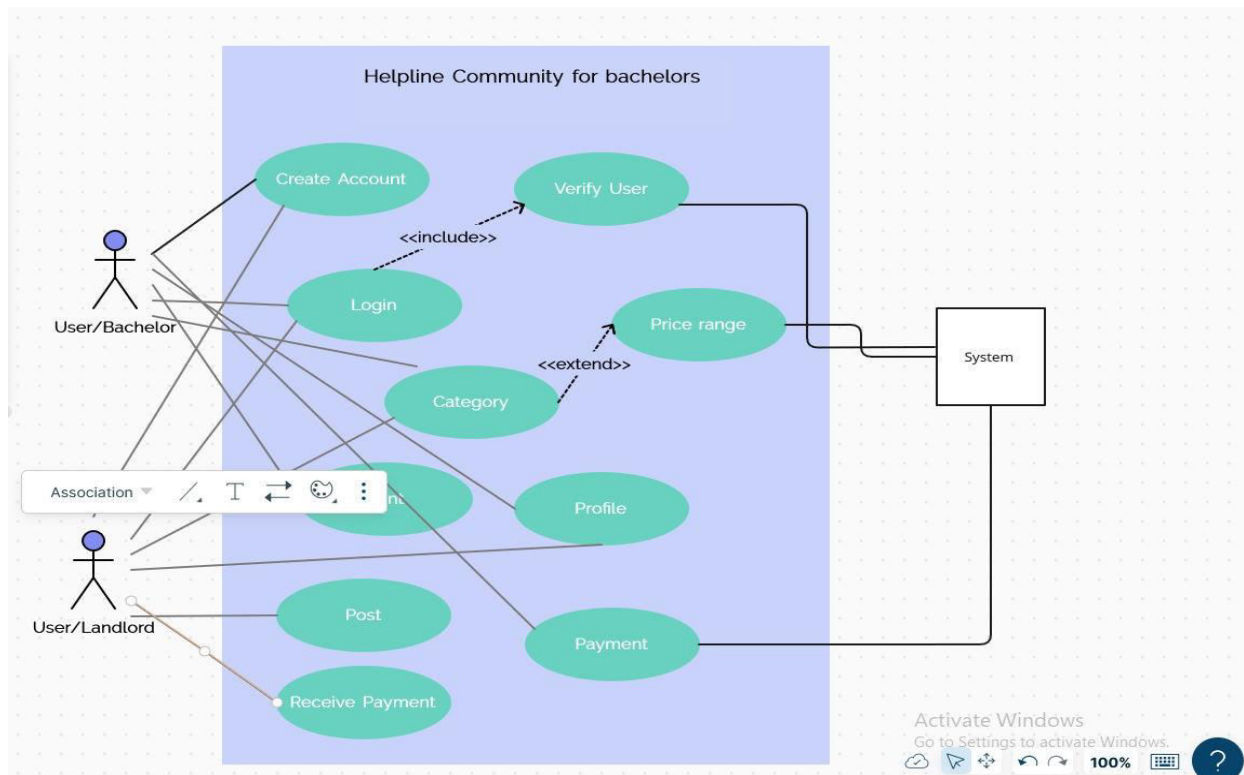 Helpline Community for bachelors
Create Account
Verify User
<<include>>
User/Bachelor
Login
Price range
<<extend>>
System
Category
Association
T
nt
Profile
User/Landlord
Post
Payment
Receive Payment
Activate Windows
Go to Settings to activate Windows.
100%
?